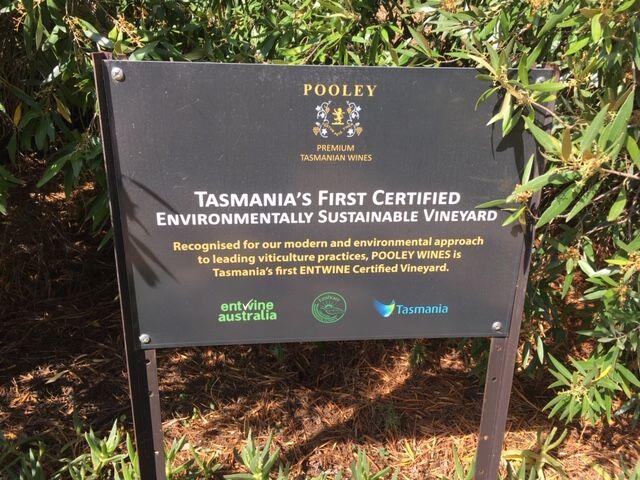 POOLEY
PREMIUM
TASMANIAN WINES
TASMANIA'S FIRST CERTIFIED
ENVIRONMENTALLY SUSTAINABLE VINEYARD
Recognised for our modern and environmental approach
to leading viticulture practices, POOLEY WINES is
Tasmania's first ENTWINE Certified Vineyard.
entwine
australia
Tasmania